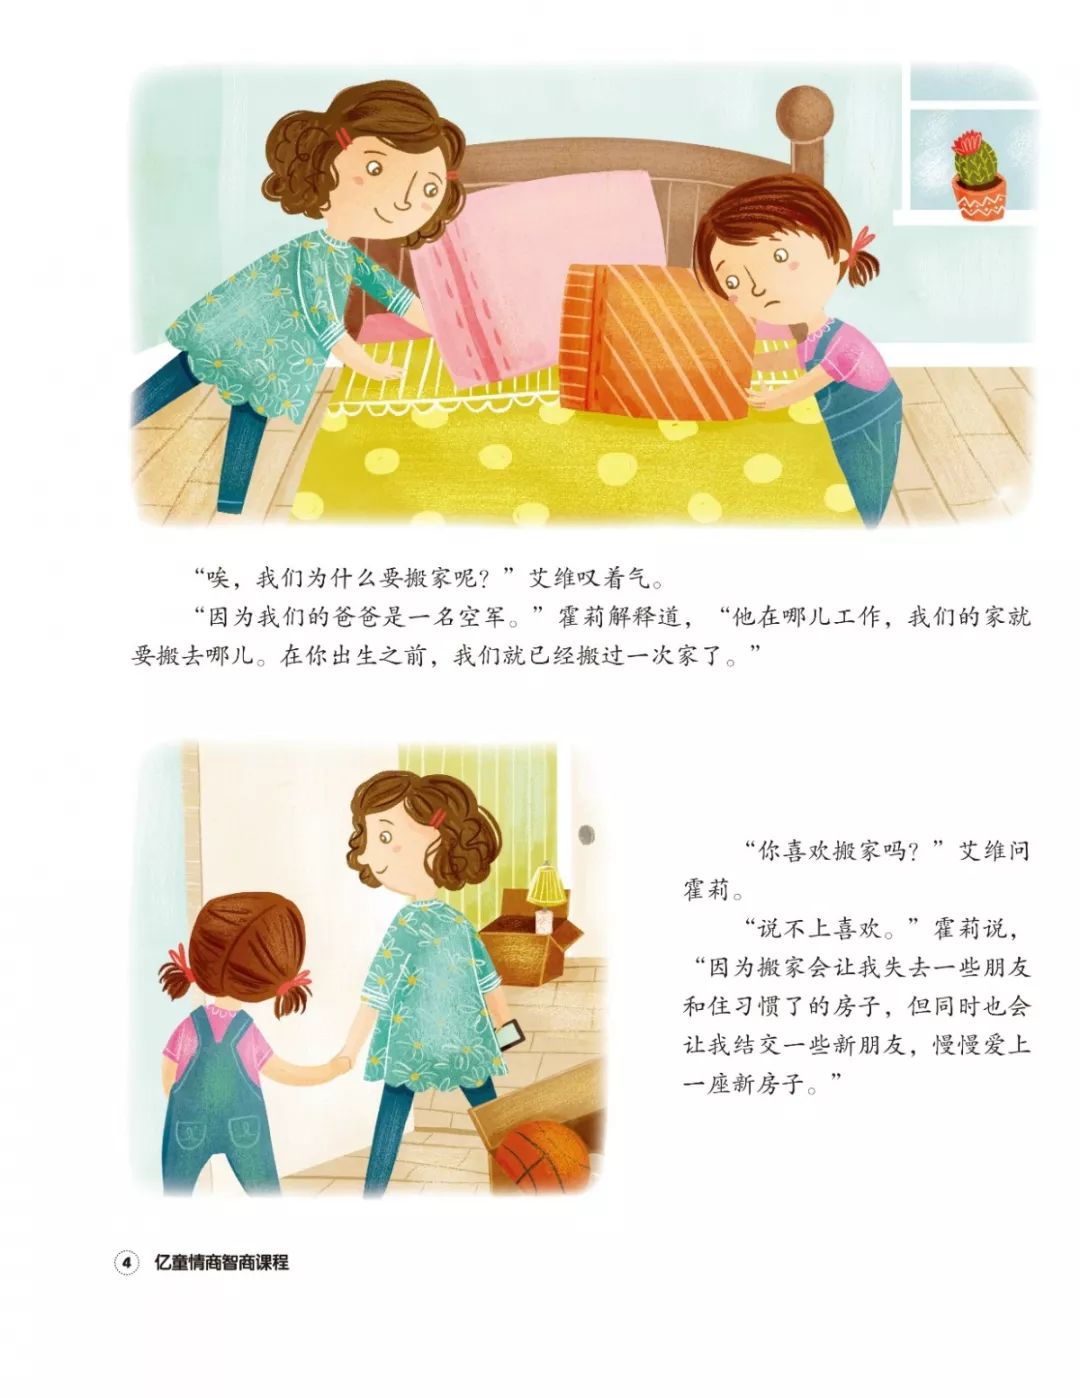 “唉，我们为什么要搬家呢？”艾维叹着气。
“因为我们的爸爸是一名空军。”霍莉解释道，“他在哪儿工作，我们的家就
要搬去哪儿。在你出生之前，我们就已经搬过一次家了。”
“你喜欢搬家吗？”艾维问
霍莉。
“说不上喜欢。”霍莉说，
“因为搬家会让我失去一些朋友
和住习惯了的房子，但同时也会
让我结交一些新朋友，慢慢爱上
一座新房子。”
4 亿童情商智商课程